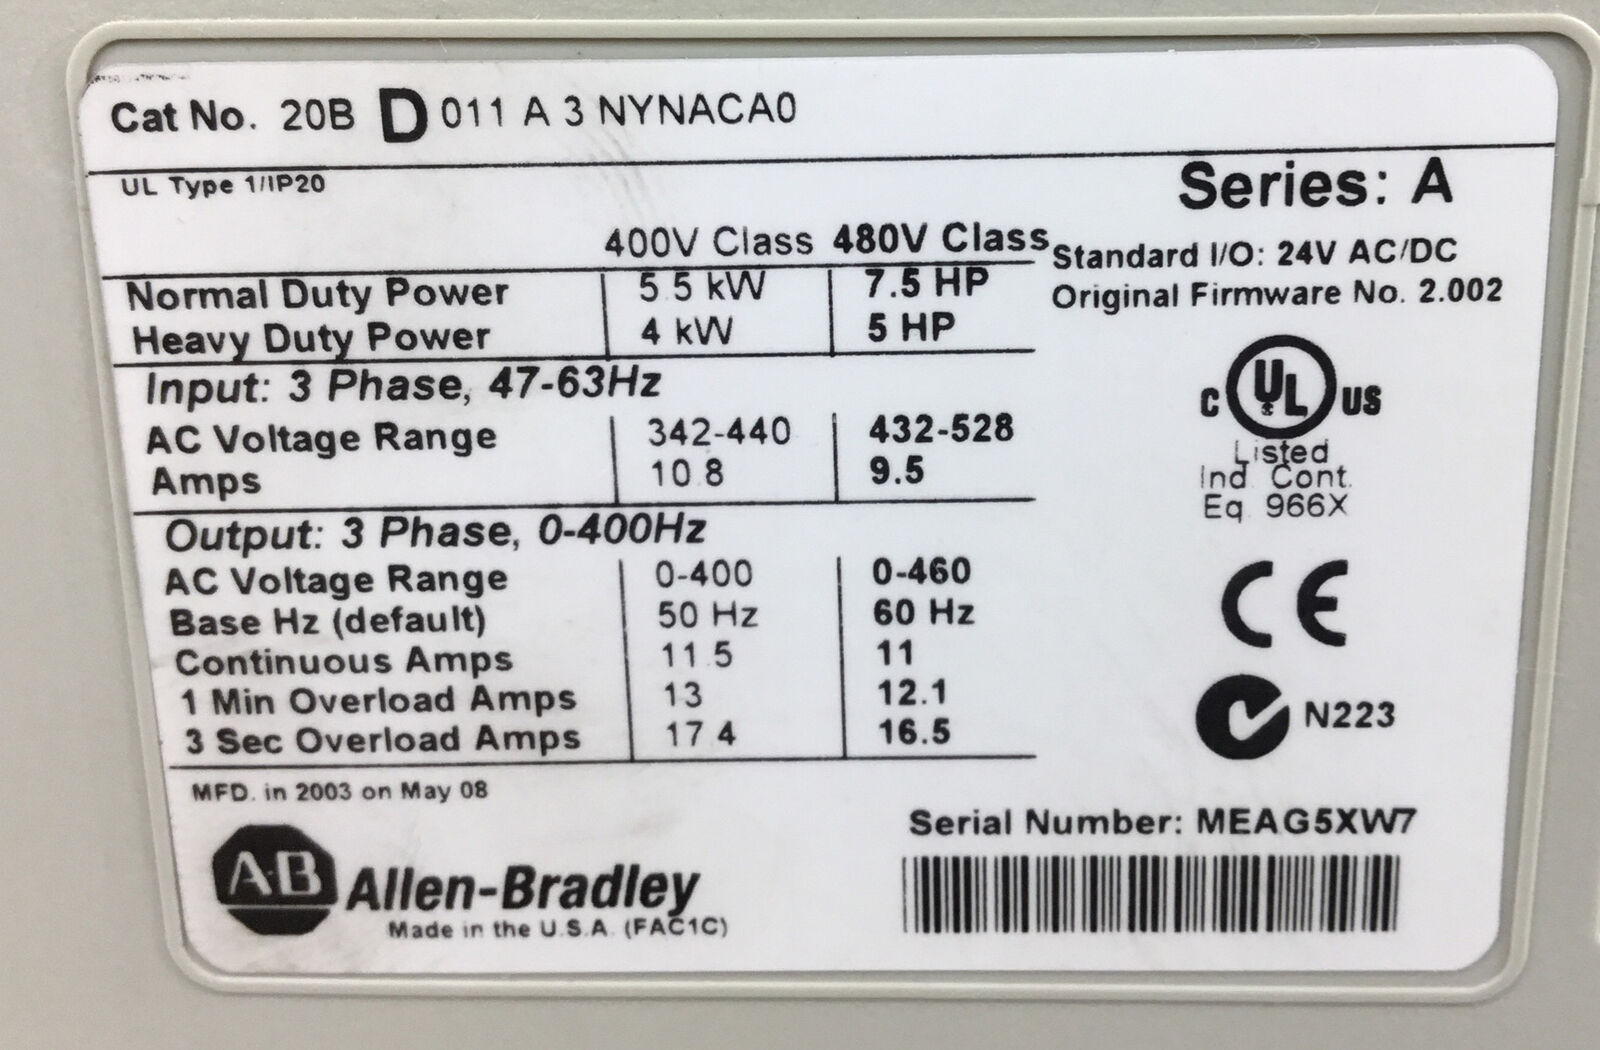 Cat No. 20B D 011 A 3 NYNACA0
UL Type 1/IP20
Series: A
400V Class 480V Class
Standard I/O: 24V AC/DC
Original Firmware No. 2.002
Normal Duty Power 5.5 kW 7.5 HP
Heavy Duty Power 4 kW 5 HP
Input: 3 Phase, 47-63Hz
AC Voltage Range 342-440 432-528
Amps 10.8 9.5
C UL US
Listed
Ind. Cont.
Eq. 966X
Output: 3 Phase, 0-400Hz
AC Voltage Range 0-400 0-460
Base Hz (default) 50 Hz 60 Hz
Continuous Amps 11.5 11
1 Min Overload Amps 13 12.1
3 Sec Overload Amps 17.4 16.5
CE
N223
MFD. in 2003 on May 08
Serial Number: MEAG5XW7
A-B Allen-Bradley
Made in the U.S.A. (FAC1C)